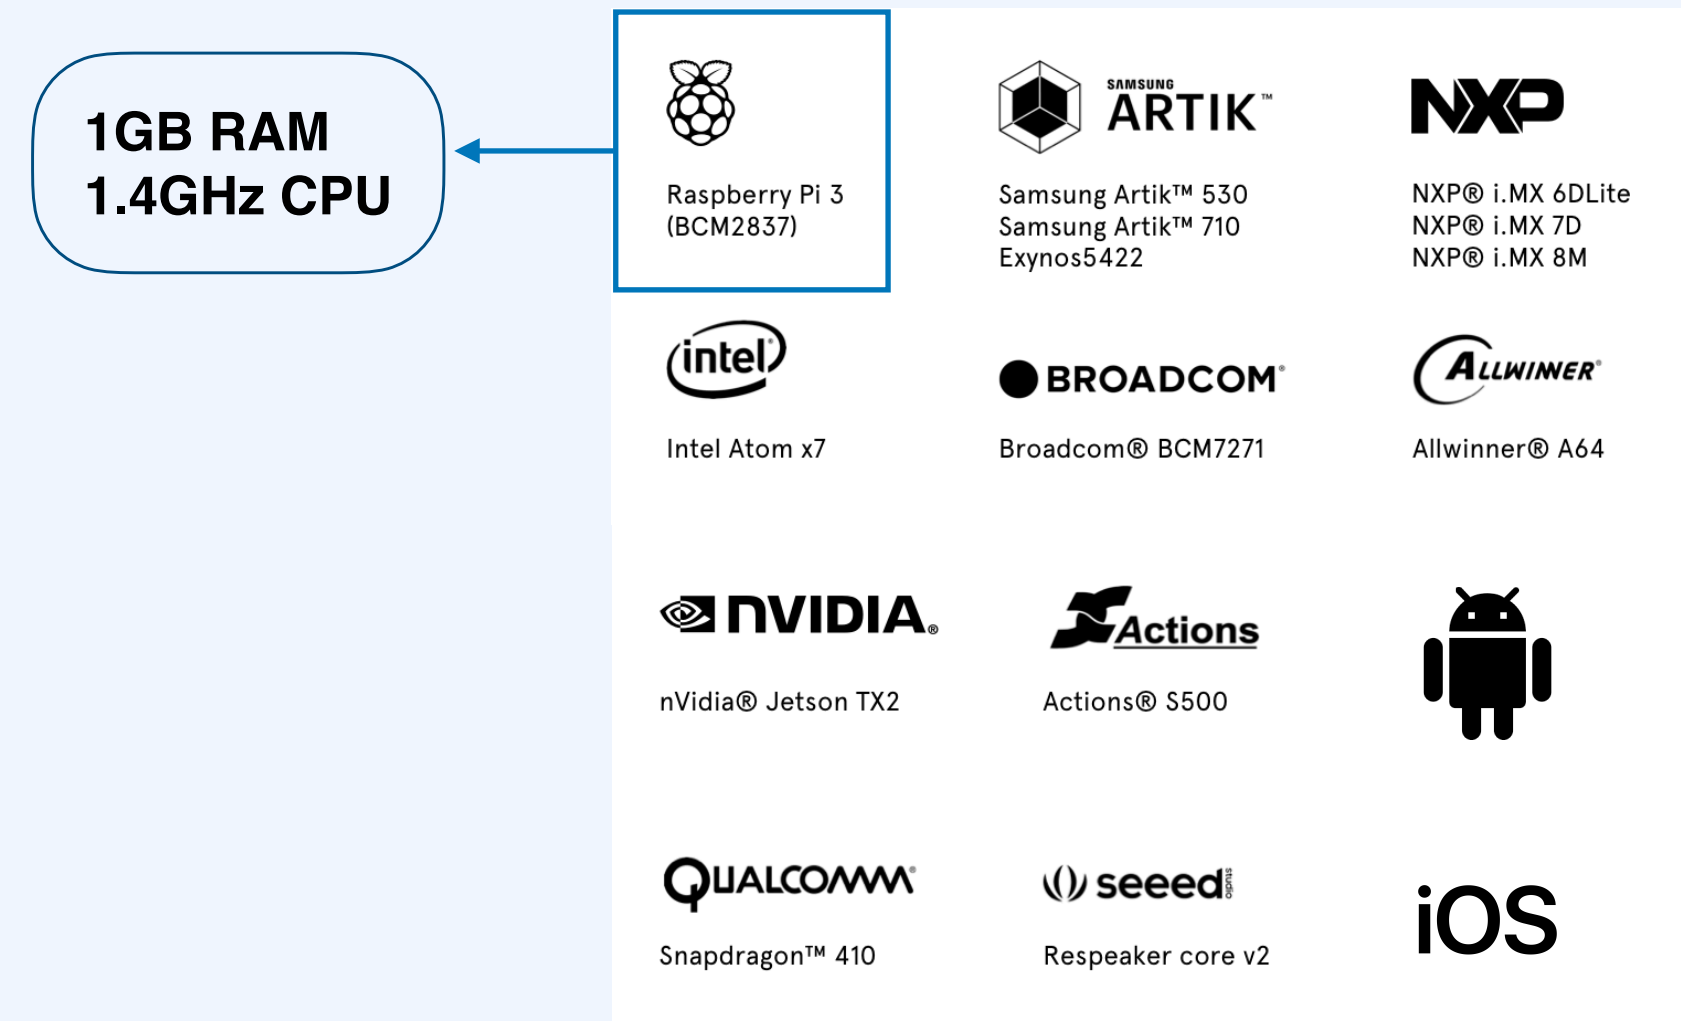 1GB RAM
1.4GHz CPU
Raspberry Pi 3
(BCM2837)
SAMSUNG
ARTIK™
Samsung Artik™ 530
Samsung Artik™ 710
Exynos5422
NXP
NXP® i.MX 6DLite
NXP® i.MX 7D
NXP® i.MX 8M
intel®
Intel Atom x7
BROADCOM®
Broadcom® BCM7271
ALLWINNER®
Allwinner® A64
NVIDIA®
nVidia® Jetson TX2
Actions
Actions® S500
QUALCOMM®
Snapdragon™ 410
seeed studio
Respeaker core v2
iOS